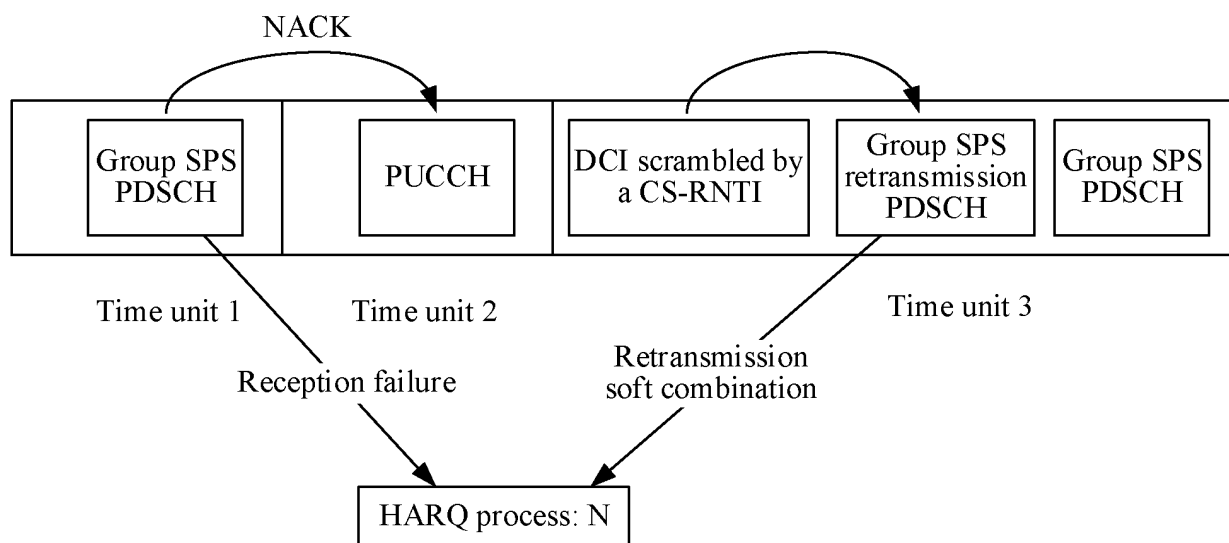 NACK
Group SPS
PDSCH
PUCCH
DCI scrambled by
a CS-RNTI
Group SPS
retransmission
PDSCH
Group SPS
PDSCH
Time unit 1
Time unit 2
Time unit 3
Reception failure
Retransmission
soft combination
HARQ process: N